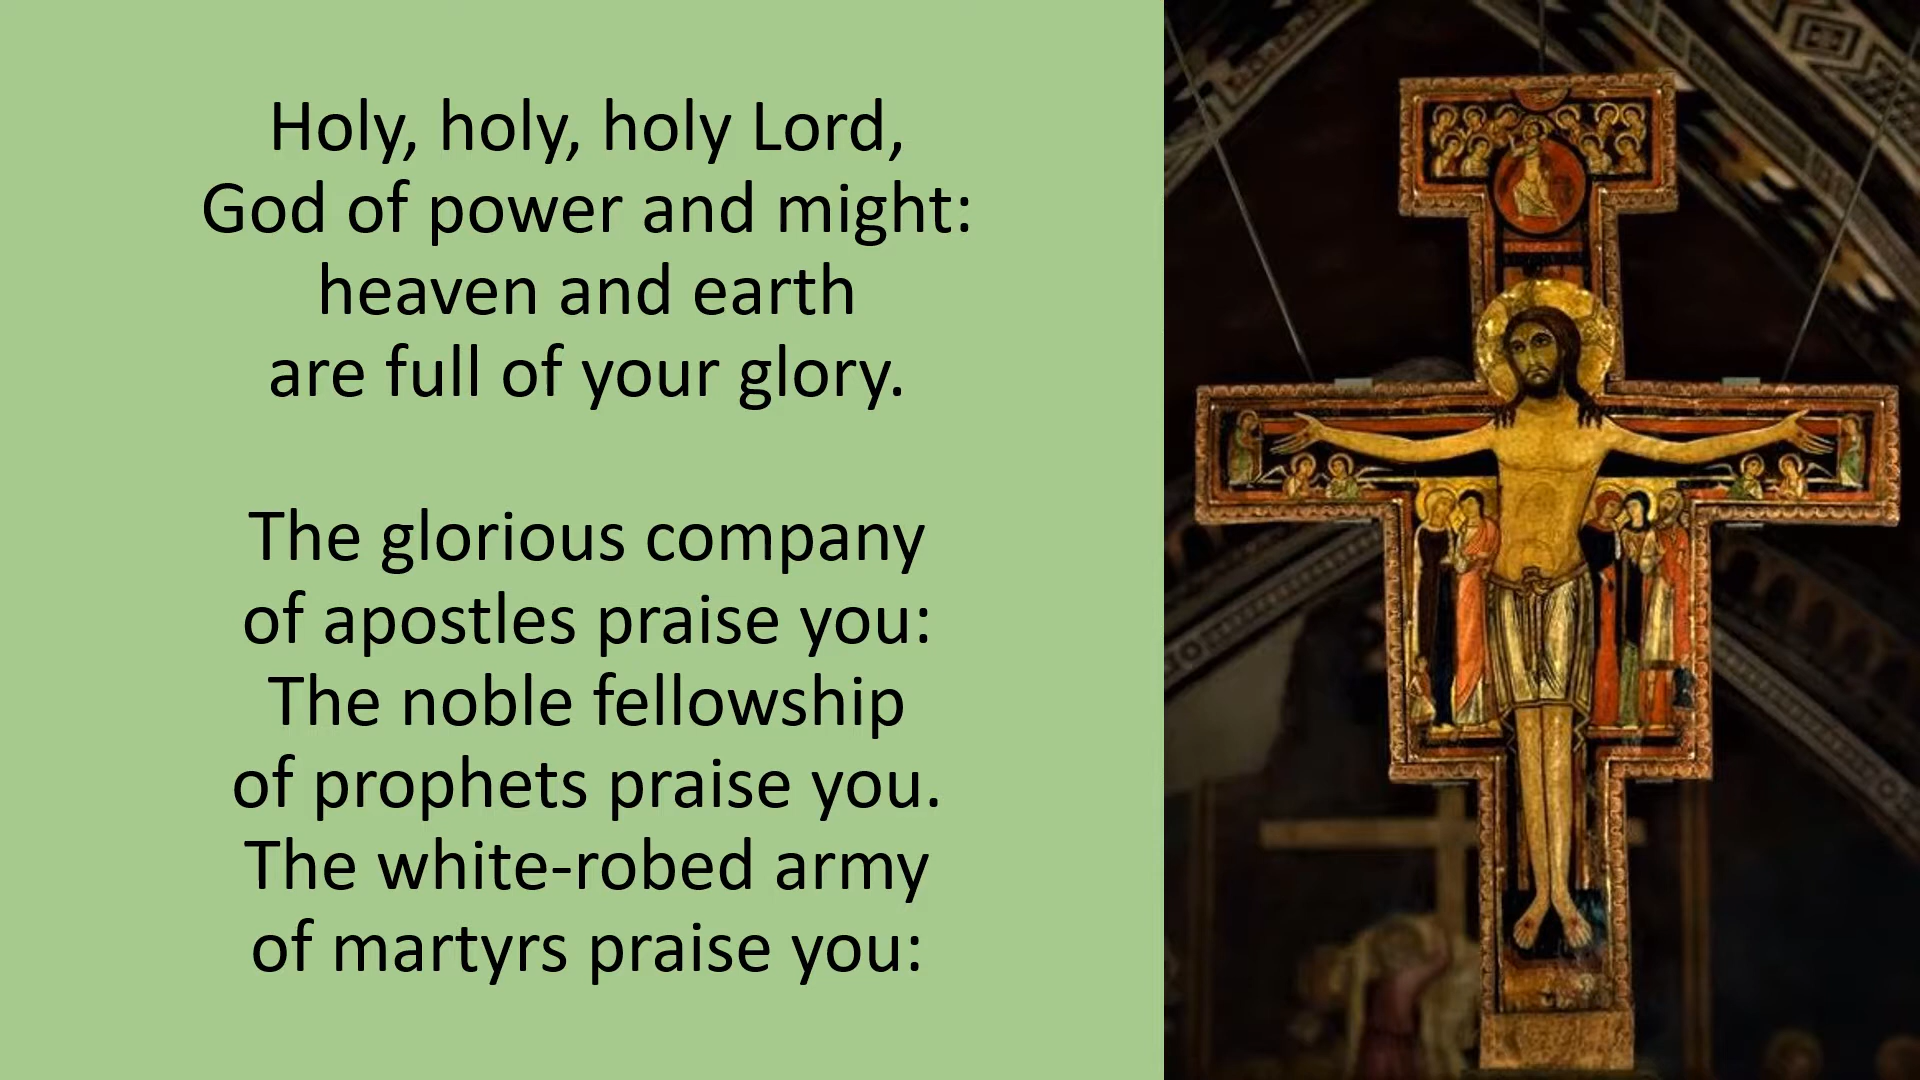 Holy, holy, holy Lord,
God of power and might:
heaven and earth
are full of your glory.
The glorious company
of apostles praise you:
The noble fellowship
of prophets praise you.
The white-robed army
of martyrs praise you: